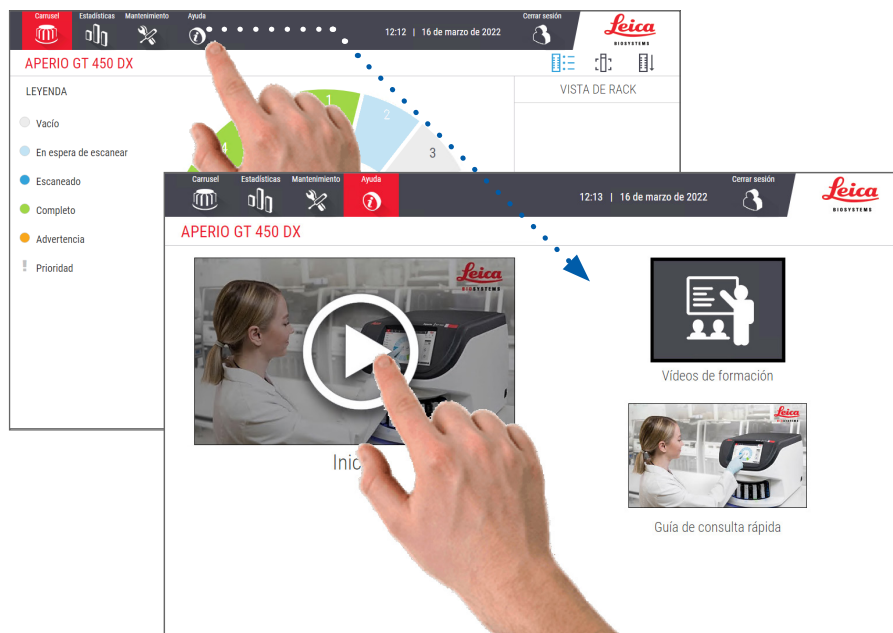 Carrusel Estadísticas Mantenimiento Ayuda Cerrar sesión
12:12 | 16 de marzo de 2022
Leica
BIOSYSTEMS
APERIO GT 450 DX
LEYENDA
VISTA DE RACK
Vacío
En espera de escanear
Escaneado
Completo
Advertencia
Prioridad
1
2
3
4
Carrusel Estadísticas Mantenimiento Ayuda Cerrar sesión
12:13 | 16 de marzo de 2022
Leica
BIOSYSTEMS
APERIO GT 450 DX
Leica
BIOSYSTEMS
Inic
Vídeos de formación
Leica
Guía de consulta rápida